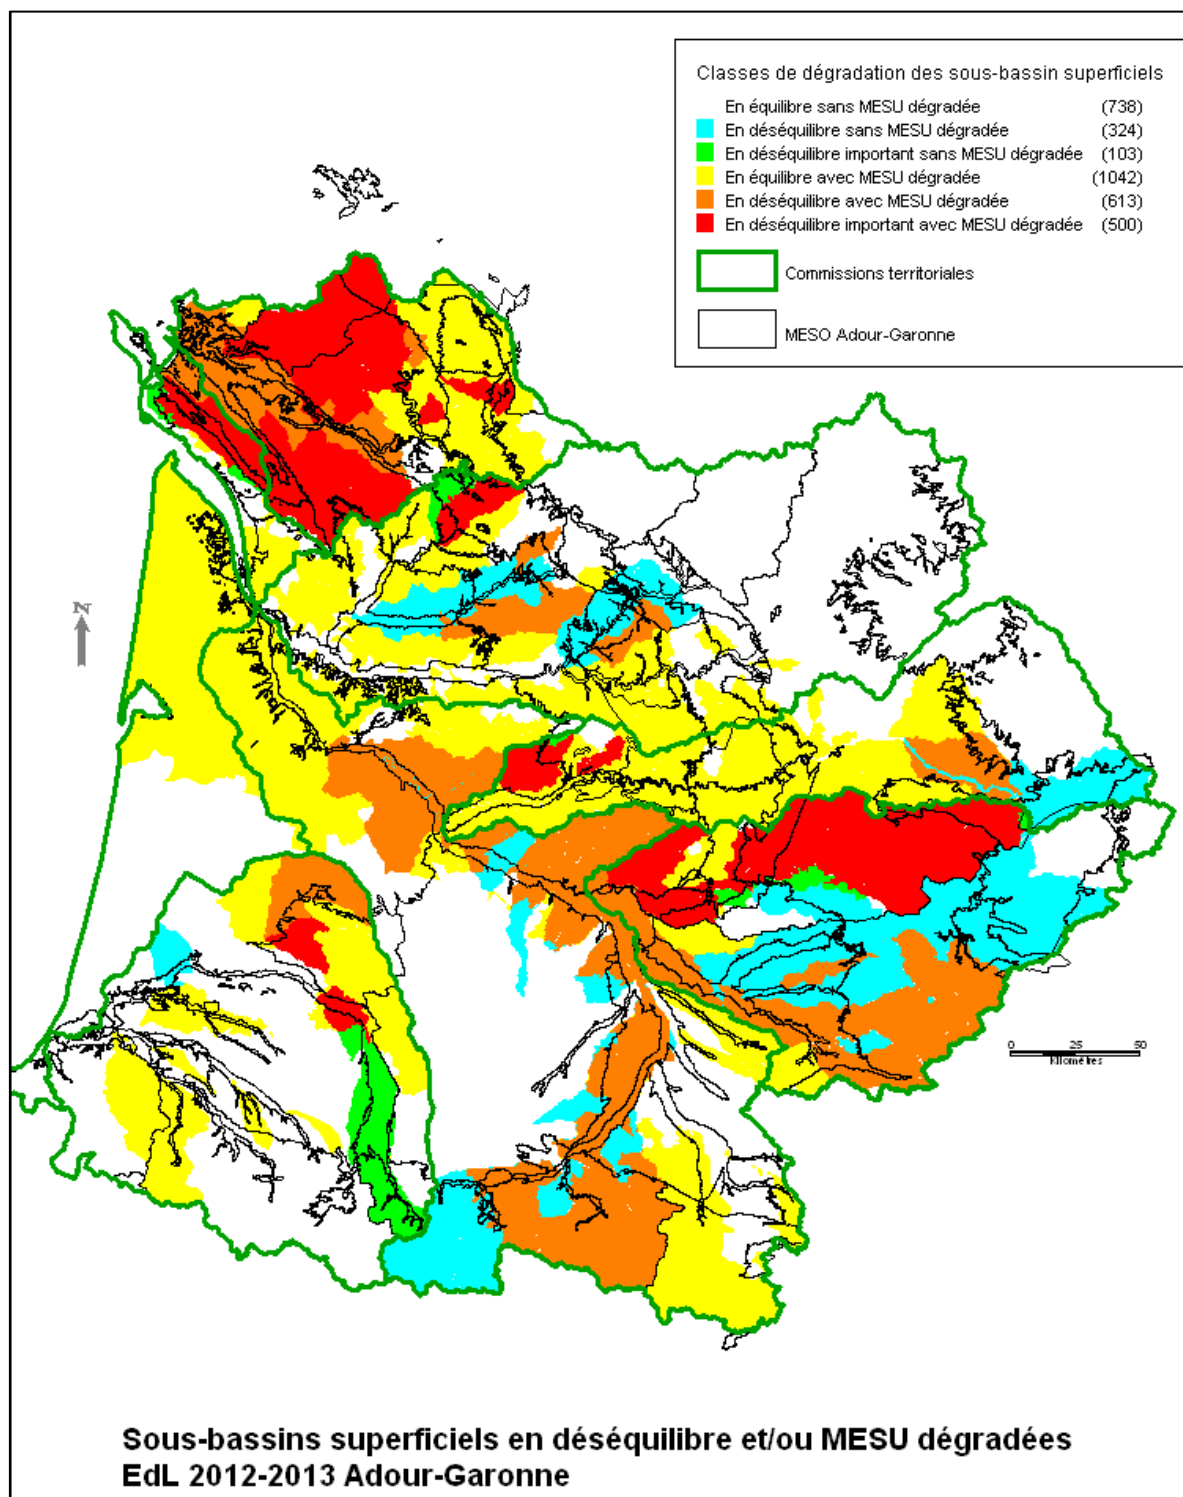 Classes de dégradation des sous-bassin superficiels
En équilibre sans MESU dégradée (738)
En déséquilibre sans MESU dégradée (324)
En déséquilibre important sans MESU dégradée (103)
En équilibre avec MESU dégradée (1042)
En déséquilibre avec MESU dégradée (613)
En déséquilibre important avec MESU dégradée (500)
Commissions territoriales
MESO Adour-Garonne
N
0 25 50
Kilomètres
Sous-bassins superficiels en déséquilibre et/ou MESU dégradées
EdL 2012-2013 Adour-Garonne